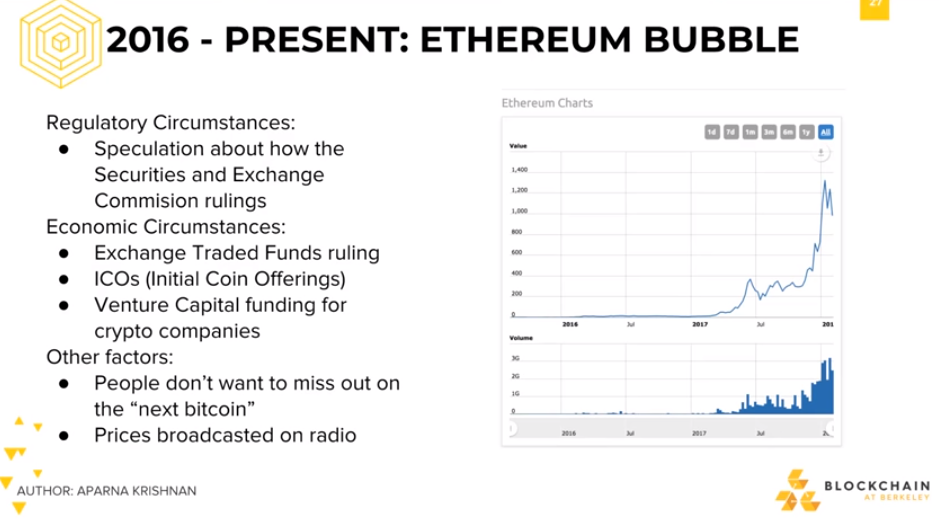 27
2016 - PRESENT: ETHEREUM BUBBLE
Regulatory Circumstances:
● Speculation about how the
Securities and Exchange
Commision rulings
Economic Circumstances:
● Exchange Traded Funds ruling
● ICOs (Initial Coin Offerings)
● Venture Capital funding for
crypto companies
Other factors:
● People don’t want to miss out on
the “next bitcoin”
● Prices broadcasted on radio
Ethereum Charts
1d 7d 1m 3m 6m 1y All
Value
1,400
1,200
1,000
800
600
400
200
0
2016 Jul 2017 Jul 201
Volume
3G
2G
1G
0
2016 Jul 2017 Jul
AUTHOR: APARNA KRISHNAN
BLOCKCHAIN
AT BERKELEY